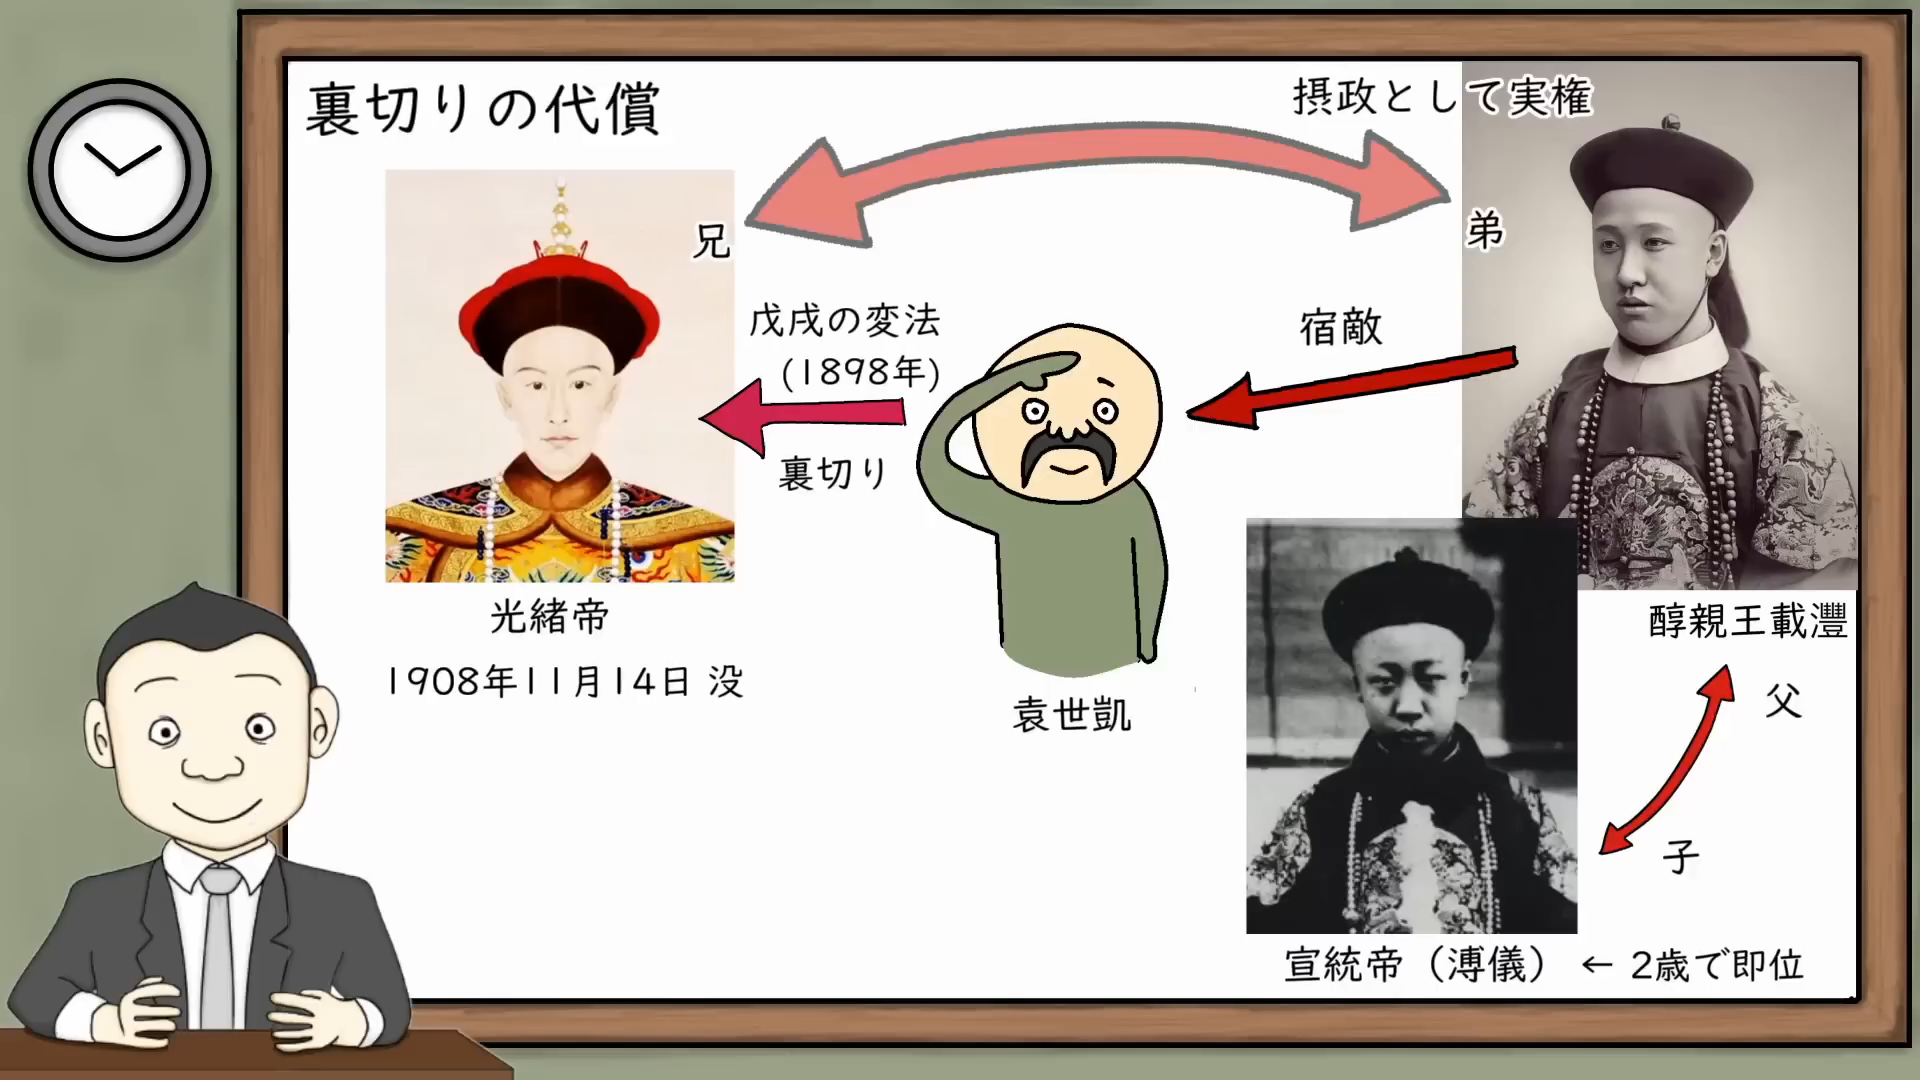 裏切りの代償
摂政として実権
兄
弟
戊戌の変法
(1898年)
宿敵
裏切り
光緒帝
1908年11月14日 没
袁世凱
醇親王載灃
父
子
宣統帝（溥儀） ← 2歳で即位